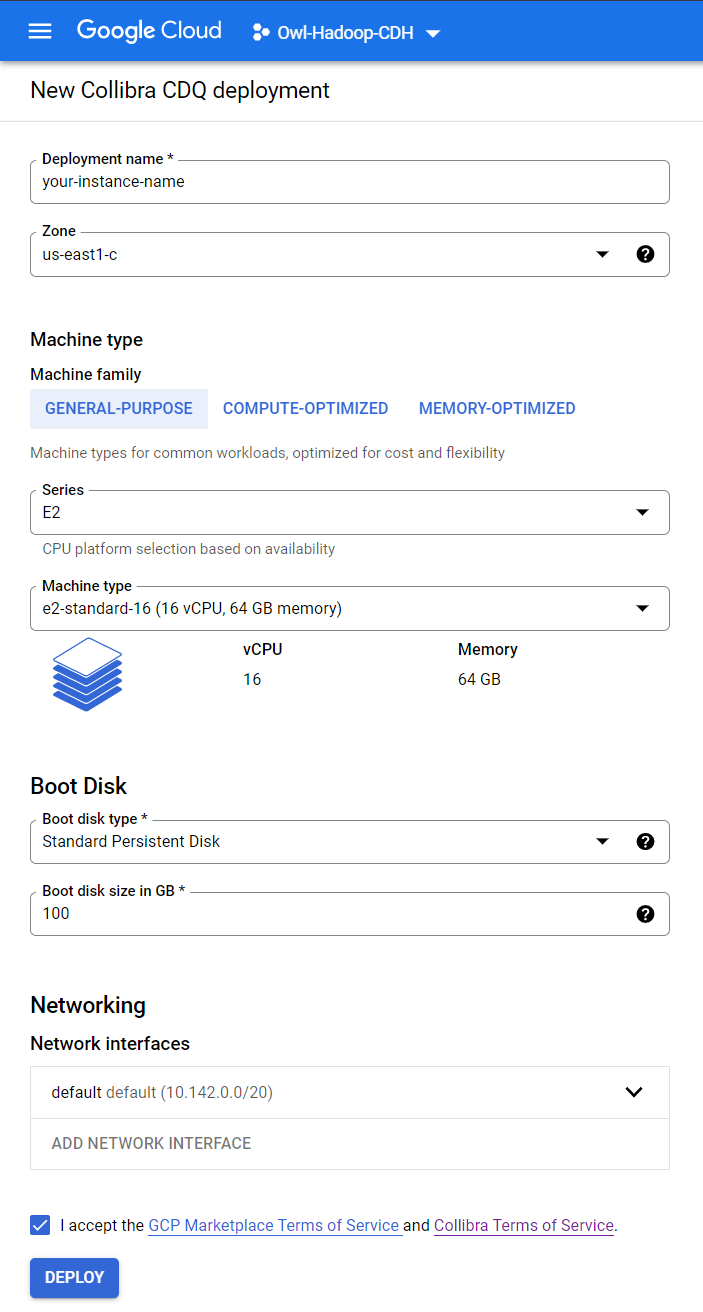 Google Cloud Owl-Hadoop-CDH
New Collibra CDQ deployment
Deployment name *
your-instance-name
Zone
us-east1-c
?
Machine type
Machine family
GENERAL-PURPOSE COMPUTE-OPTIMIZED MEMORY-OPTIMIZED
Machine types for common workloads, optimized for cost and flexibility
Series
E2
CPU platform selection based on availability
Machine type
e2-standard-16 (16 vCPU, 64 GB memory)
vCPU Memory
16 64 GB
Boot Disk
Boot disk type *
Standard Persistent Disk
?
Boot disk size in GB *
100
?
Networking
Network interfaces
default default (10.142.0.0/20)
ADD NETWORK INTERFACE
I accept the GCP Marketplace Terms of Service and Collibra Terms of Service.
DEPLOY